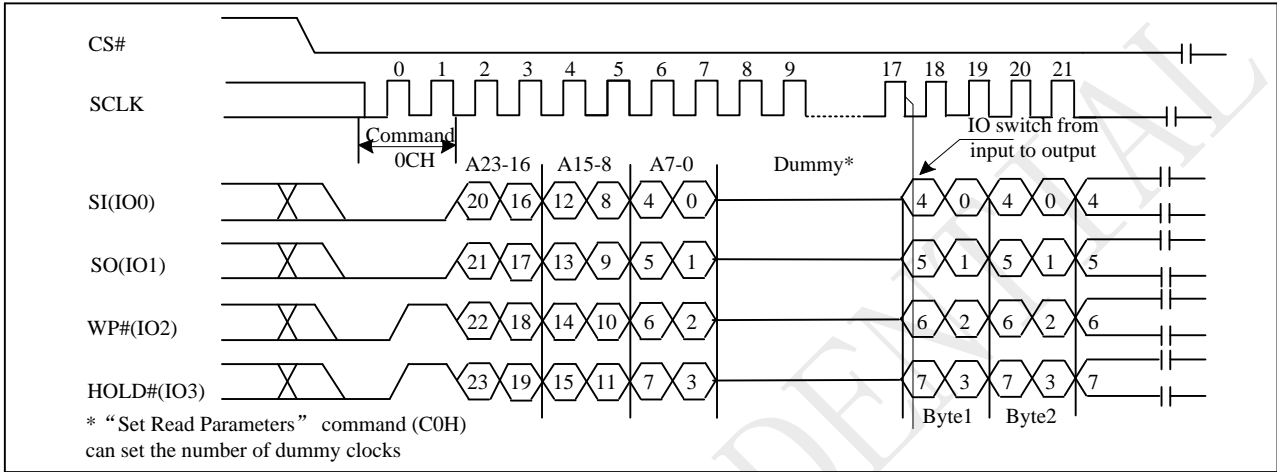 CS#
0 1 2 3 4 5 6 7 8 9 17 18 19 20 21
SCLK
Command
0CH
IO switch from
input to output
A23-16 A15-8 A7-0 Dummy*
SI(IO0) 20 16 12 8 4 0 4 0 4 0 4
SO(IO1) 21 17 13 9 5 1 5 1 5 1 5
WP#(IO2) 22 18 14 10 6 2 6 2 6 2 6
HOLD#(IO3) 23 19 15 11 7 3 7 3 7 3 7
Byte1 Byte2
* “Set Read Parameters” command (C0H)
can set the number of dummy clocks
DENTIAL